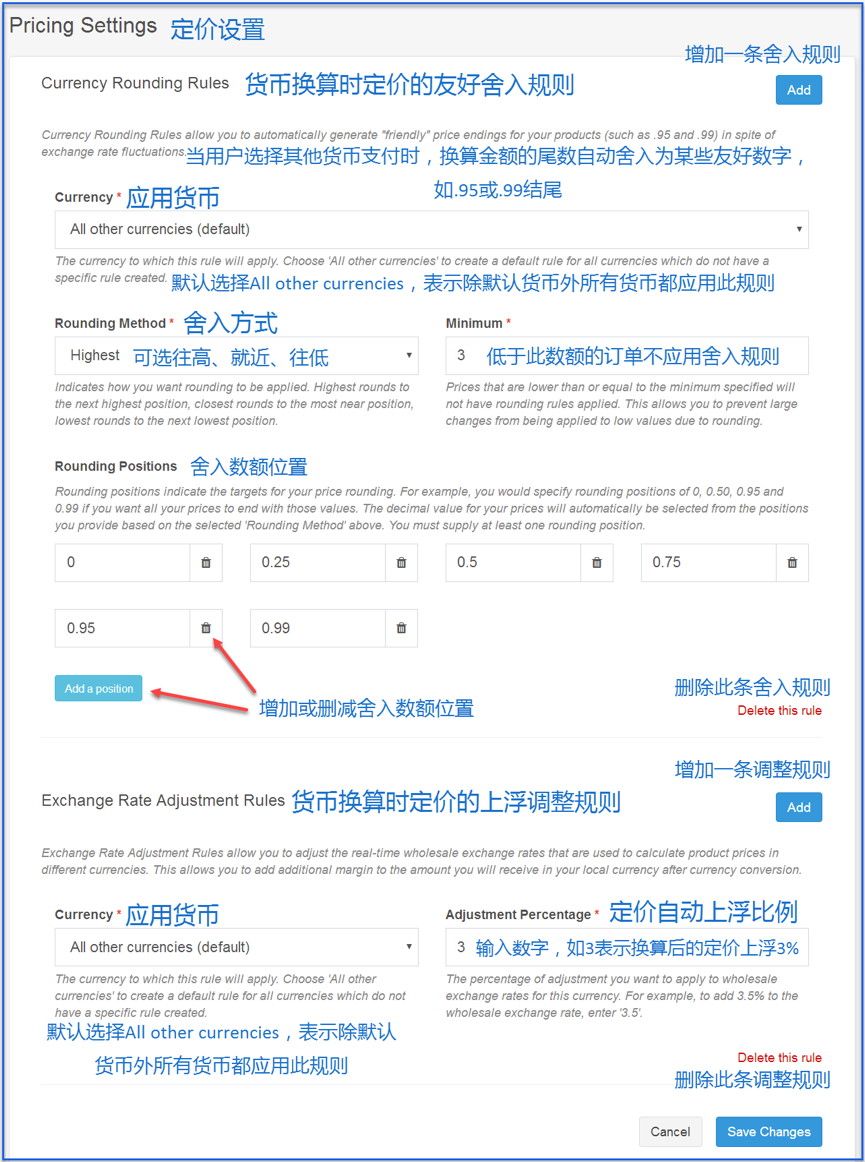 Pricing Settings 定价设置
增加一条舍入规则
Currency Rounding Rules 货币换算时定价的友好舍入规则
Add
Currency Rounding Rules allow you to automatically generate "friendly" price endings for your products (such as .95 and .99) in spite of
exchange rate fluctuations. 当用户选择其他货币支付时，换算金额的尾数自动舍入为某些友好数字，
如.95或.99结尾
Currency * 应用货币
All other currencies (default)
The currency to which this rule will apply. Choose 'All other currencies' to create a default rule for all currencies which do not have a
specific rule created. 默认选择All other currencies，表示除默认货币外所有货币都应用此规则
Rounding Method * 舍入方式
Highest 可选往高、就近、往低
Indicates how you want rounding to be applied. Highest rounds to
the next highest position, closest rounds to the most near position,
lowest rounds to the next lowest position.
Minimum *
3 低于此数额的订单不应用舍入规则
Prices that are lower than or equal to the minimum specified will
not have rounding rules applied. This allows you to prevent large
changes from being applied to low values due to rounding.
Rounding Positions 舍入数额位置
Rounding positions indicate the targets for your price rounding. For example, you would specify rounding positions of 0, 0.50, 0.95 and
0.99 if you want all your prices to end with those values. The decimal value for your prices will automatically be selected from the positions
you provide based on the selected 'Rounding Method' above. You must supply at least one rounding position.
0 0.25 0.5 0.75
0.95 0.99
Add a position
增加或删减舍入数额位置
删除此条舍入规则
Delete this rule
增加一条调整规则
Exchange Rate Adjustment Rules 货币换算时定价的上浮调整规则
Add
Exchange Rate Adjustment Rules allow you to adjust the real-time wholesale exchange rates that are used to calculate product prices in
different currencies. This allows you to add additional margin to the amount you will receive in your local currency after currency conversion.
Currency * 应用货币
All other currencies (default)
The currency to which this rule will apply. Choose 'All other
currencies' to create a default rule for all currencies which do not
have a specific rule created.
默认选择All other currencies，表示除默认
货币外所有货币都应用此规则
Adjustment Percentage * 定价自动上浮比例
3 输入数字，如3表示换算后的定价上浮3%
The percentage of adjustment you want to apply to wholesale
exchange rates for this currency. For example, to add 3.5% to the
wholesale exchange rate, enter '3.5'.
Delete this rule
删除此条调整规则
Cancel
Save Changes